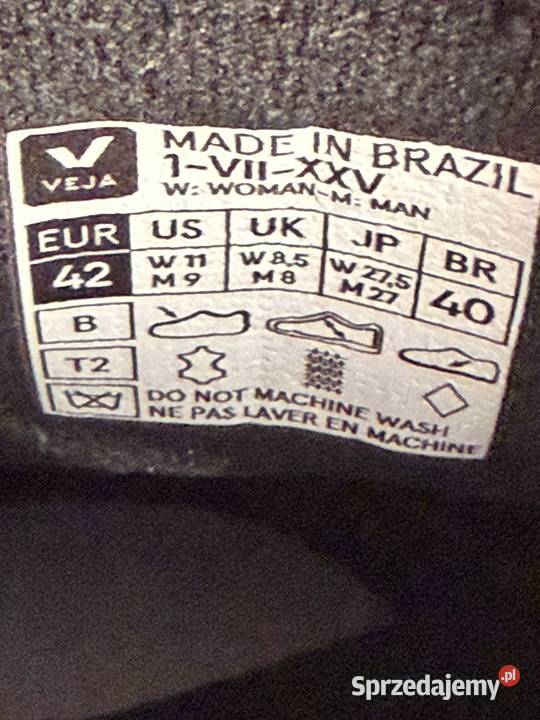 VEJA
MADE IN BRAZIL
1-VII-XXV
W: WOMAN-M: MAN
EUR US UK JP BR
42 W 11 W 8,5 W 27,5 40
M 9 M 8 M 27
B
T2
DO NOT MACHINE WASH
NE PAS LAVER EN MACHINE
Sprzedajemy.pl